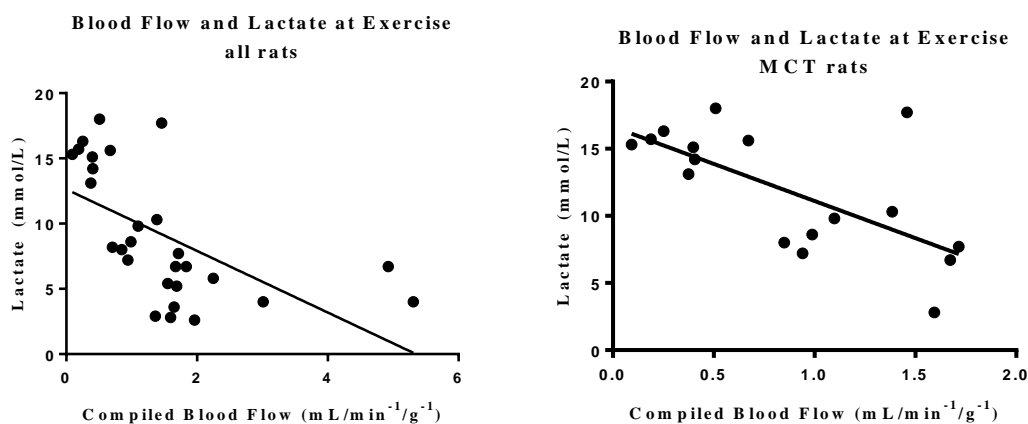 Blood Flow and Lactate at Exercise
all rats
20
15
10
5
0
Lactate (mmol/L)
0 2 4 6
Compiled Blood Flow (mL/min⁻¹/g⁻¹)
Blood Flow and Lactate at Exercise
MCT rats
20
15
10
5
0
Lactate (mmol/L)
0.0 0.5 1.0 1.5 2.0
Compiled Blood Flow (mL/min⁻¹/g⁻¹)